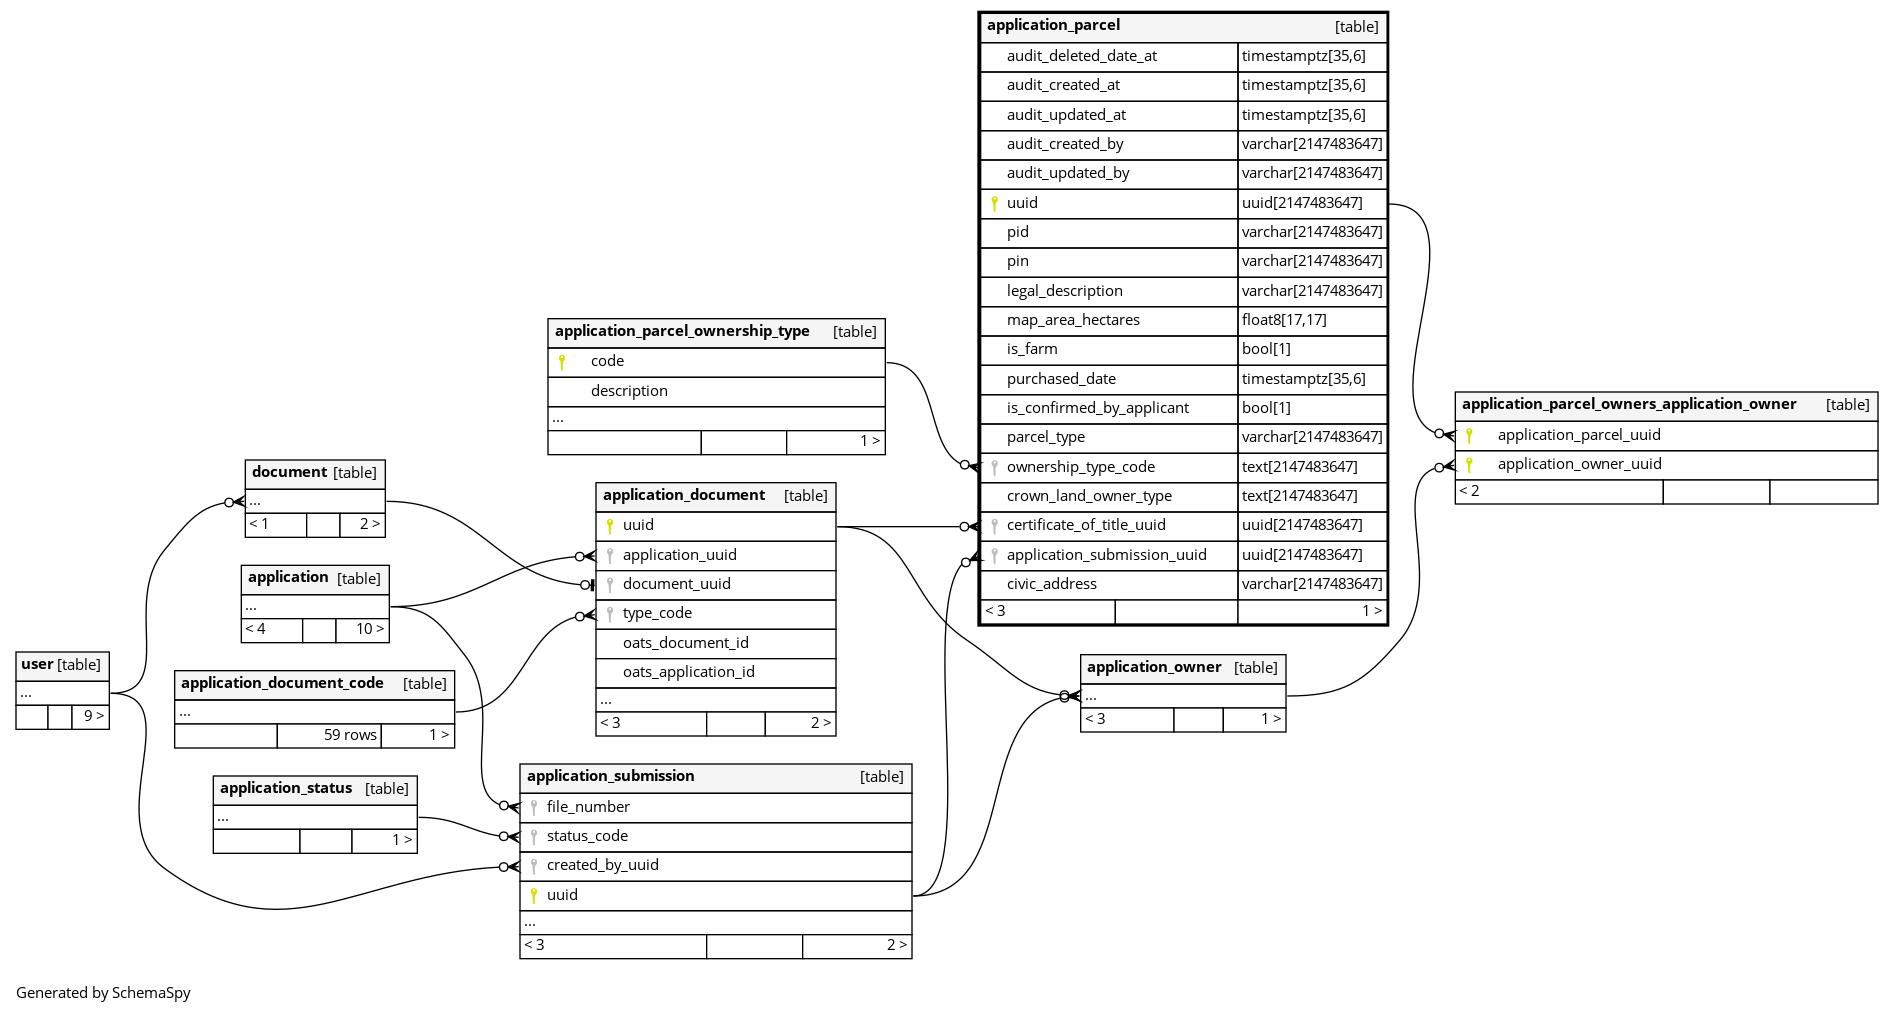 application_parcel [table]
audit_deleted_date_at timestamptz[35,6]
audit_created_at timestamptz[35,6]
audit_updated_at timestamptz[35,6]
audit_created_by varchar[2147483647]
audit_updated_by varchar[2147483647]
uuid uuid[2147483647]
pid varchar[2147483647]
pin varchar[2147483647]
legal_description varchar[2147483647]
map_area_hectares float8[17,17]
is_farm bool[1]
purchased_date timestamptz[35,6]
is_confirmed_by_applicant bool[1]
parcel_type varchar[2147483647]
ownership_type_code text[2147483647]
crown_land_owner_type text[2147483647]
certificate_of_title_uuid uuid[2147483647]
application_submission_uuid uuid[2147483647]
civic_address varchar[2147483647]
< 3 1 >
application_parcel_ownership_type [table]
code
description
...
1 >
application_parcel_owners_application_owner [table]
application_parcel_uuid
application_owner_uuid
< 2
document [table]
...
< 1 2 >
application_document [table]
uuid
application_uuid
document_uuid
type_code
oats_document_id
oats_application_id
...
< 3 2 >
application [table]
...
< 4 10 >
user [table]
...
9 >
application_document_code [table]
...
59 rows 1 >
application_owner [table]
...
< 3 1 >
application_status [table]
...
1 >
application_submission [table]
file_number
status_code
created_by_uuid
uuid
...
< 3 2 >
Generated by SchemaSpy